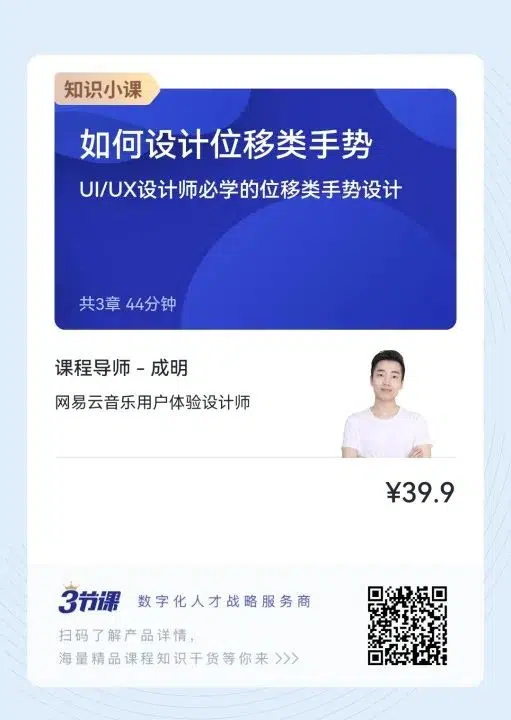 知识小课
如何设计位移类手势
UI/UX设计师必学的位移类手势设计
共3章 44分钟
课程导师 – 成明
网易云音乐用户体验设计师
¥39.9
3节课 数字化人才战略服务商
扫码了解产品详情，
海量精品课程知识干货等你来 >>>